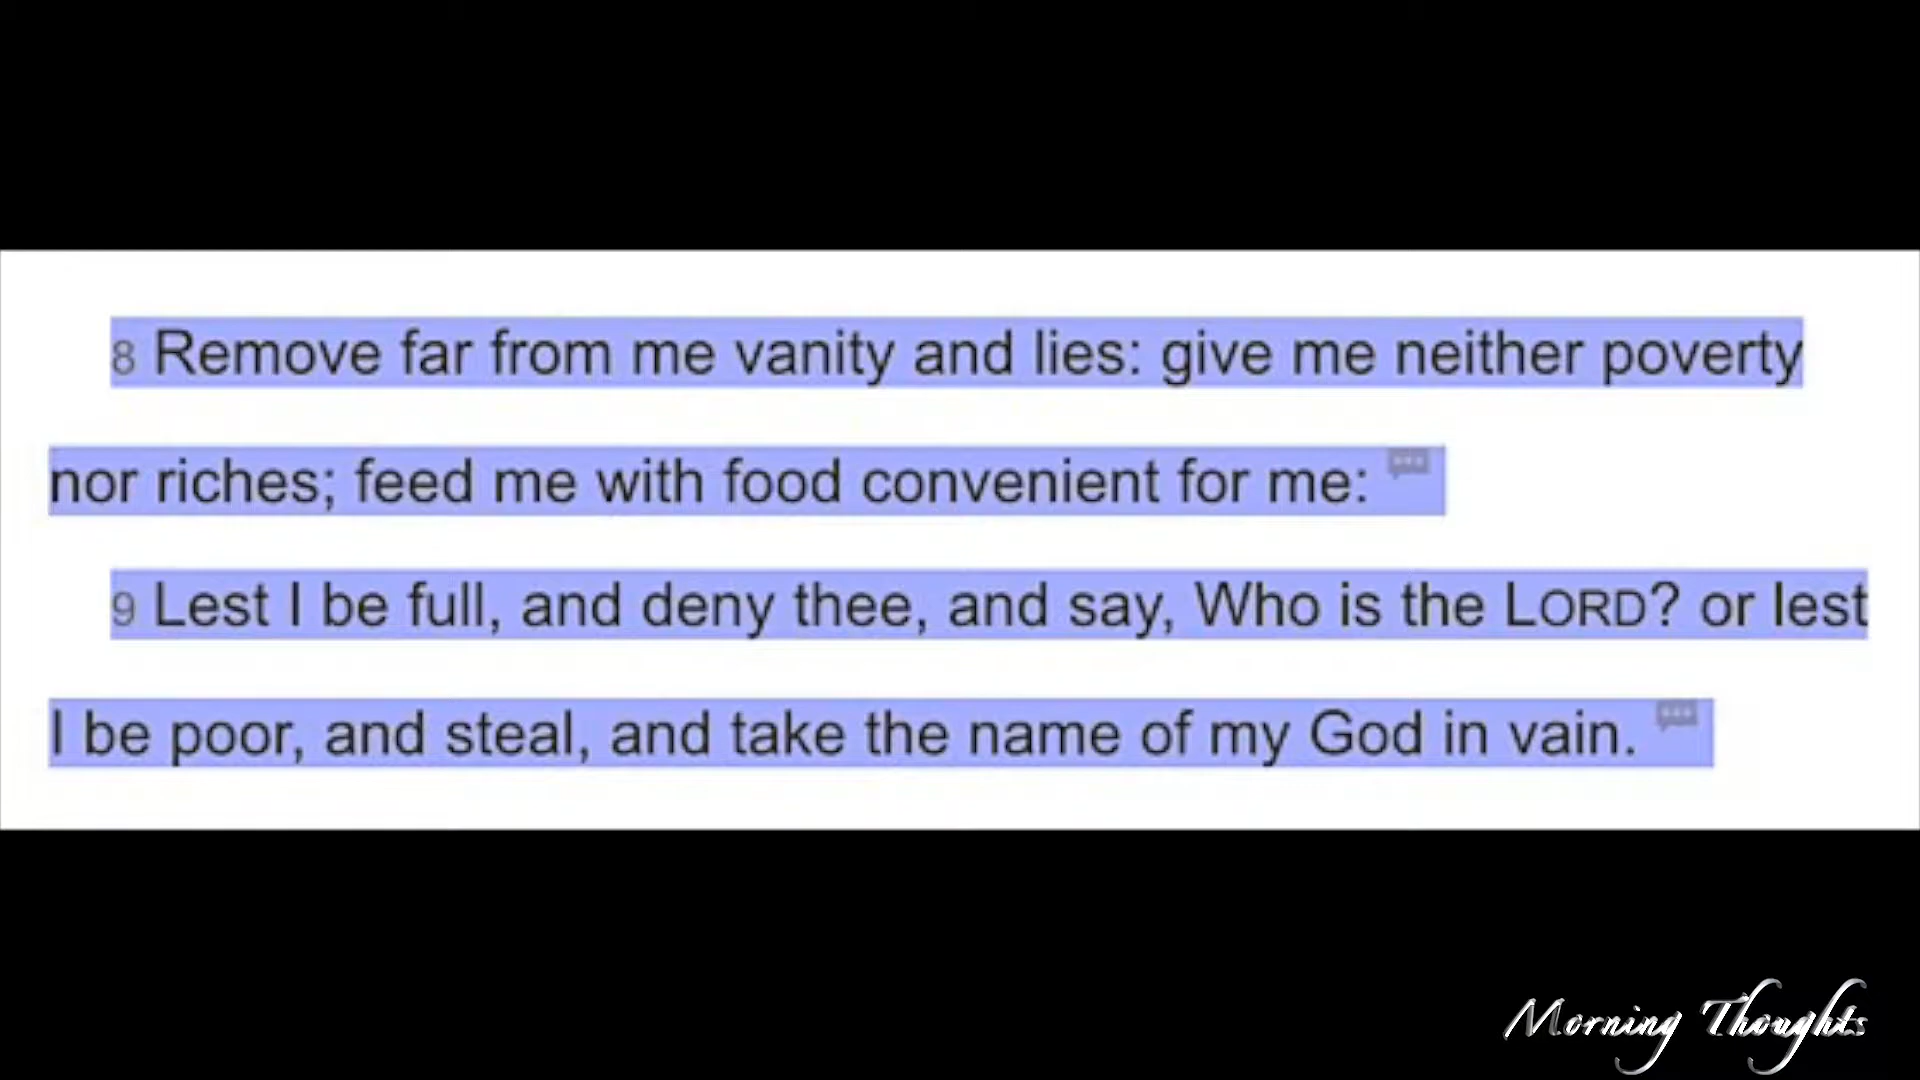 8 Remove far from me vanity and lies: give me neither poverty
nor riches; feed me with food convenient for me:
9 Lest I be full, and deny thee, and say, Who is the LORD? or lest
I be poor, and steal, and take the name of my God in vain.
Morning Thoughts